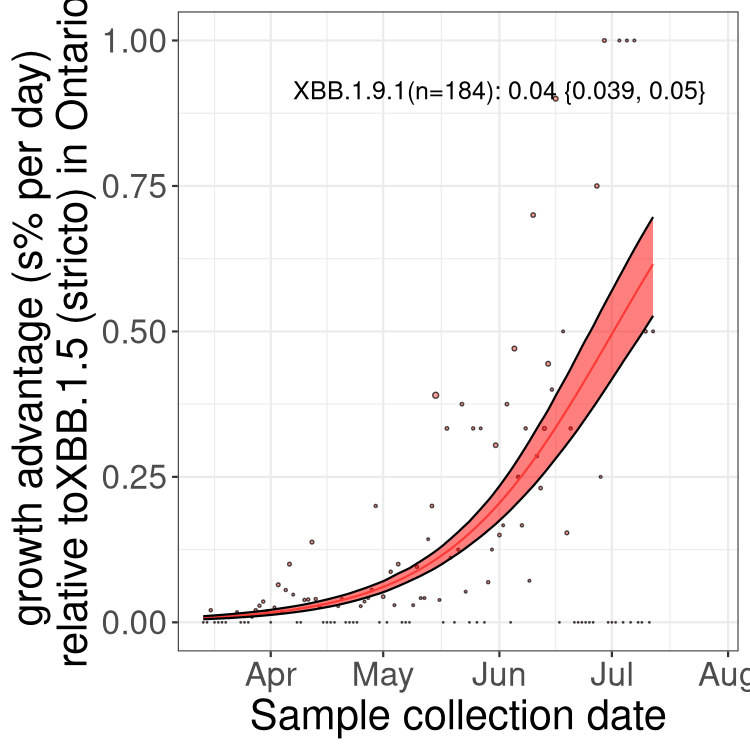 growth advantage (s% per day)
relative toXBB.1.5 (stricto) in Ontario
1.00
0.75
0.50
0.25
0.00
XBB.1.9.1(n=184): 0.04 {0.039, 0.05}
Apr May Jun Jul Aug
Sample collection date